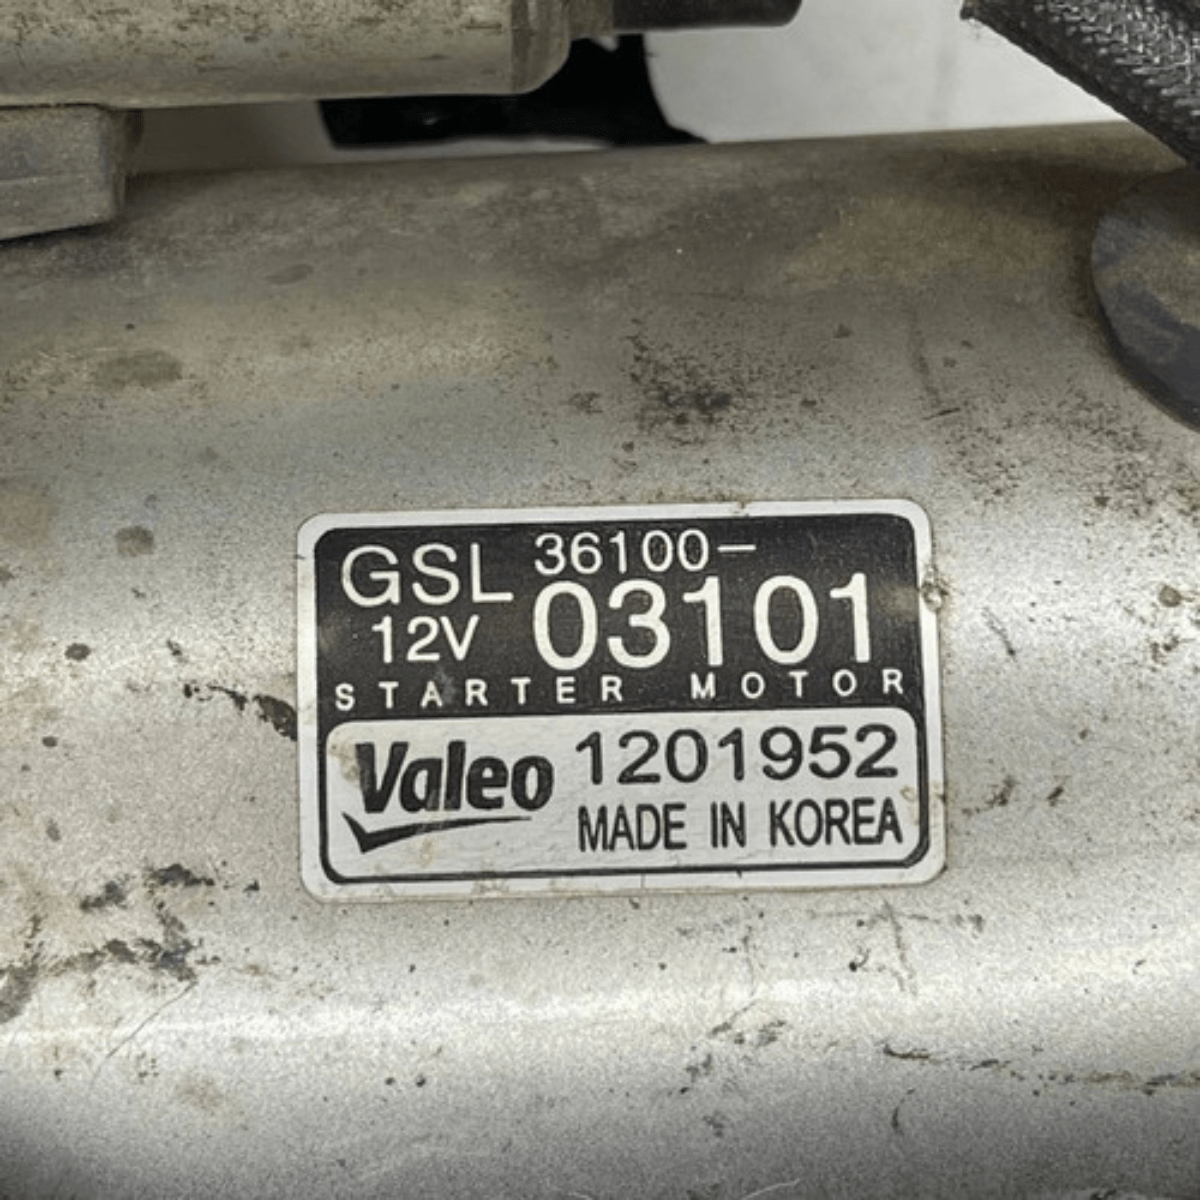 GSL 36100-
12V 03101
STARTER MOTOR
Valeo 1201952
MADE IN KOREA